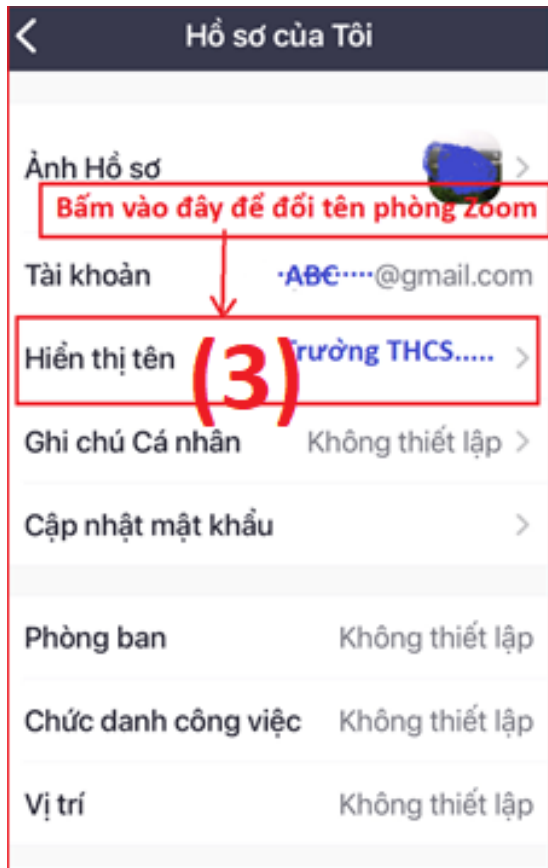 Hồ sơ của Tôi
Ảnh Hồ sơ
Bấm vào đây để đổi tên phòng Zoom
Tài khoản ABC.....@gmail.com
Hiển thị tên (3) Trường THCS.....
Ghi chú Cá nhân Không thiết lập
Cập nhật mật khẩu
Phòng ban Không thiết lập
Chức danh công việc Không thiết lập
Vị trí Không thiết lập